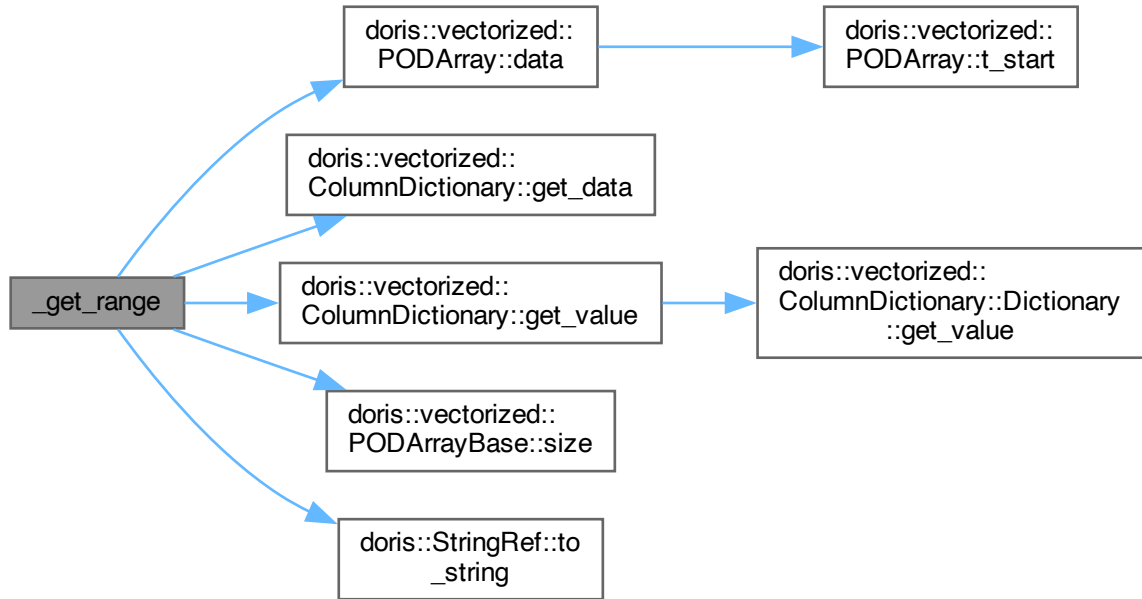 doris::vectorized::
PODArray::data
doris::vectorized::
PODArray::t_start
doris::vectorized::
ColumnDictionary::get_data
_get_range
doris::vectorized::
ColumnDictionary::get_value
doris::vectorized::
ColumnDictionary::Dictionary
::get_value
doris::vectorized::
PODArrayBase::size
doris::StringRef::to
_string